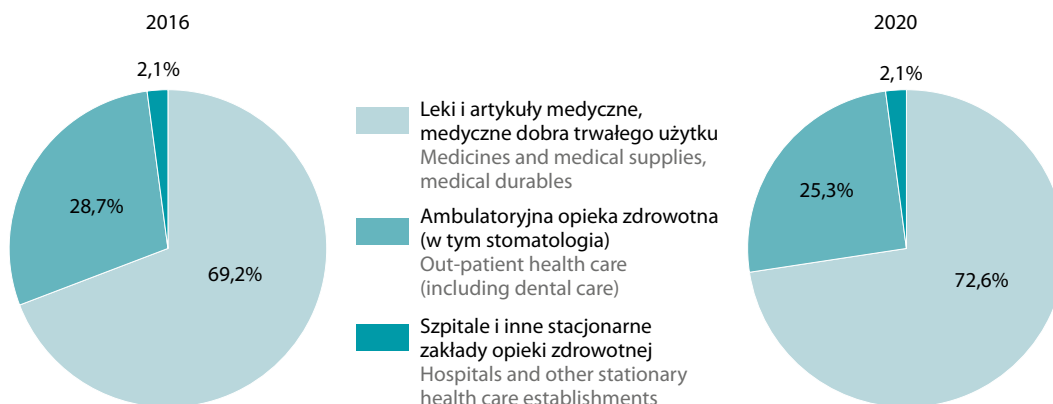 2016
2,1%
28,7%
69,2%
Leki i artykuły medyczne,
medyczne dobra trwałego użytku
Medicines and medical supplies,
medical durables
Ambulatoryjna opieka zdrowotna
(w tym stomatologia)
Out-patient health care
(including dental care)
Szpitale i inne stacjonarne
zakłady opieki zdrowotnej
Hospitals and other stationary
health care establishments
2020
2,1%
25,3%
72,6%